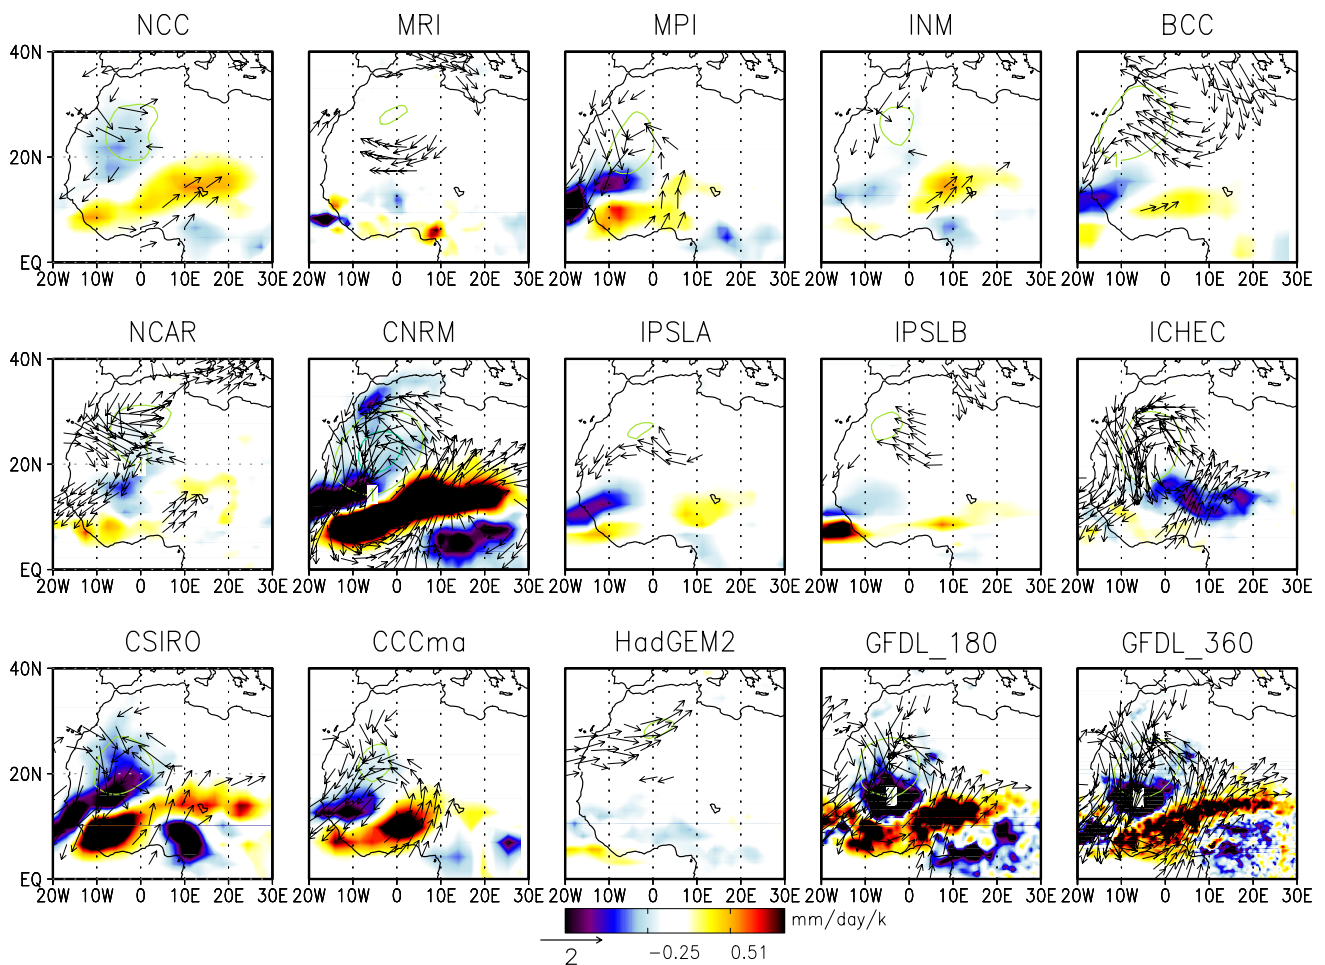 NCC MRI MPI INM BCC
40N
20N
EQ
20W 10W 0 10E 20E 30E 20W 10W 0 10E 20E 30E 20W 10W 0 10E 20E 30E 20W 10W 0 10E 20E 30E 20W 10W 0 10E 20E 30E
NCAR CNRM IPSLA IPSLB ICHEC
40N
20N
EQ
20W 10W 0 10E 20E 30E 20W 10W 0 10E 20E 30E 20W 10W 0 10E 20E 30E 20W 10W 0 10E 20E 30E 20W 10W 0 10E 20E 30E
CSIRO CCCma HadGEM2 GFDL_180 GFDL_360
40N
20N
EQ
20W 10W 0 10E 20E 30E 20W 10W 0 10E 20E 30E 20W 10W 0 10E 20E 30E 20W 10W 0 10E 20E 30E 20W 10W 0 10E 20E 30E
mm/day/k
2 −0.25 0.51